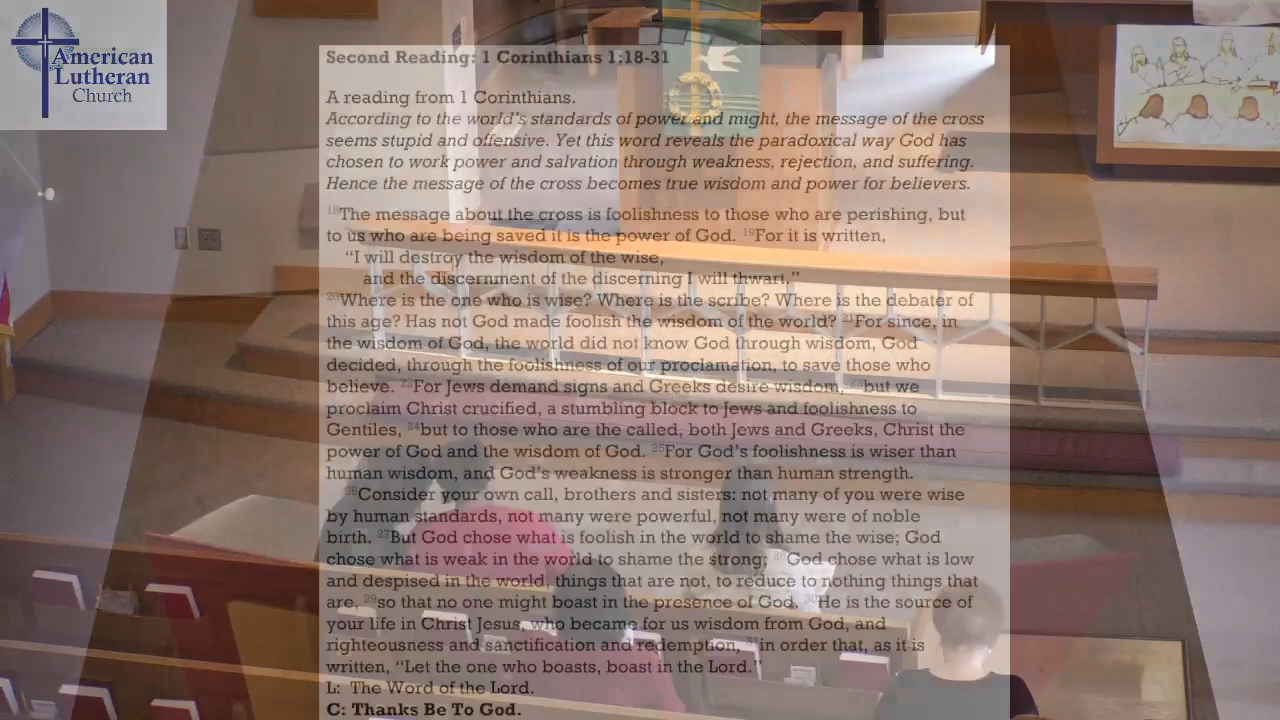 American
Lutheran
Church
Second Reading: 1 Corinthians 1:18-31
A reading from 1 Corinthians.
According to the world's standards of power and might, the message of the cross
seems stupid and offensive. Yet this word reveals the paradoxical way God has
chosen to work power and salvation through weakness, rejection, and suffering.
Hence the message of the cross becomes true wisdom and power for believers.
18The message about the cross is foolishness to those who are perishing, but
to us who are being saved it is the power of God. 19For it is written,
“I will destroy the wisdom of the wise,
and the discernment of the discerning I will thwart.”
20Where is the one who is wise? Where is the scribe? Where is the debater of
this age? Has not God made foolish the wisdom of the world? 21For since, in
the wisdom of God, the world did not know God through wisdom, God
decided, through the foolishness of our proclamation, to save those who
believe. 22For Jews demand signs and Greeks desire wisdom, 23but we
proclaim Christ crucified, a stumbling block to Jews and foolishness to
Gentiles, 24but to those who are the called, both Jews and Greeks, Christ the
power of God and the wisdom of God. 25For God's foolishness is wiser than
human wisdom, and God's weakness is stronger than human strength.
26Consider your own call, brothers and sisters: not many of you were wise
by human standards, not many were powerful, not many were of noble
birth. 27But God chose what is foolish in the world to shame the wise; God
chose what is weak in the world to shame the strong; 28God chose what is low
and despised in the world, things that are not, to reduce to nothing things that
are, 29so that no one might boast in the presence of God. 30He is the source of
your life in Christ Jesus, who became for us wisdom from God, and
righteousness and sanctification and redemption, 31in order that, as it is
written, “Let the one who boasts, boast in the Lord.”
L: The Word of the Lord.
C: Thanks Be To God.